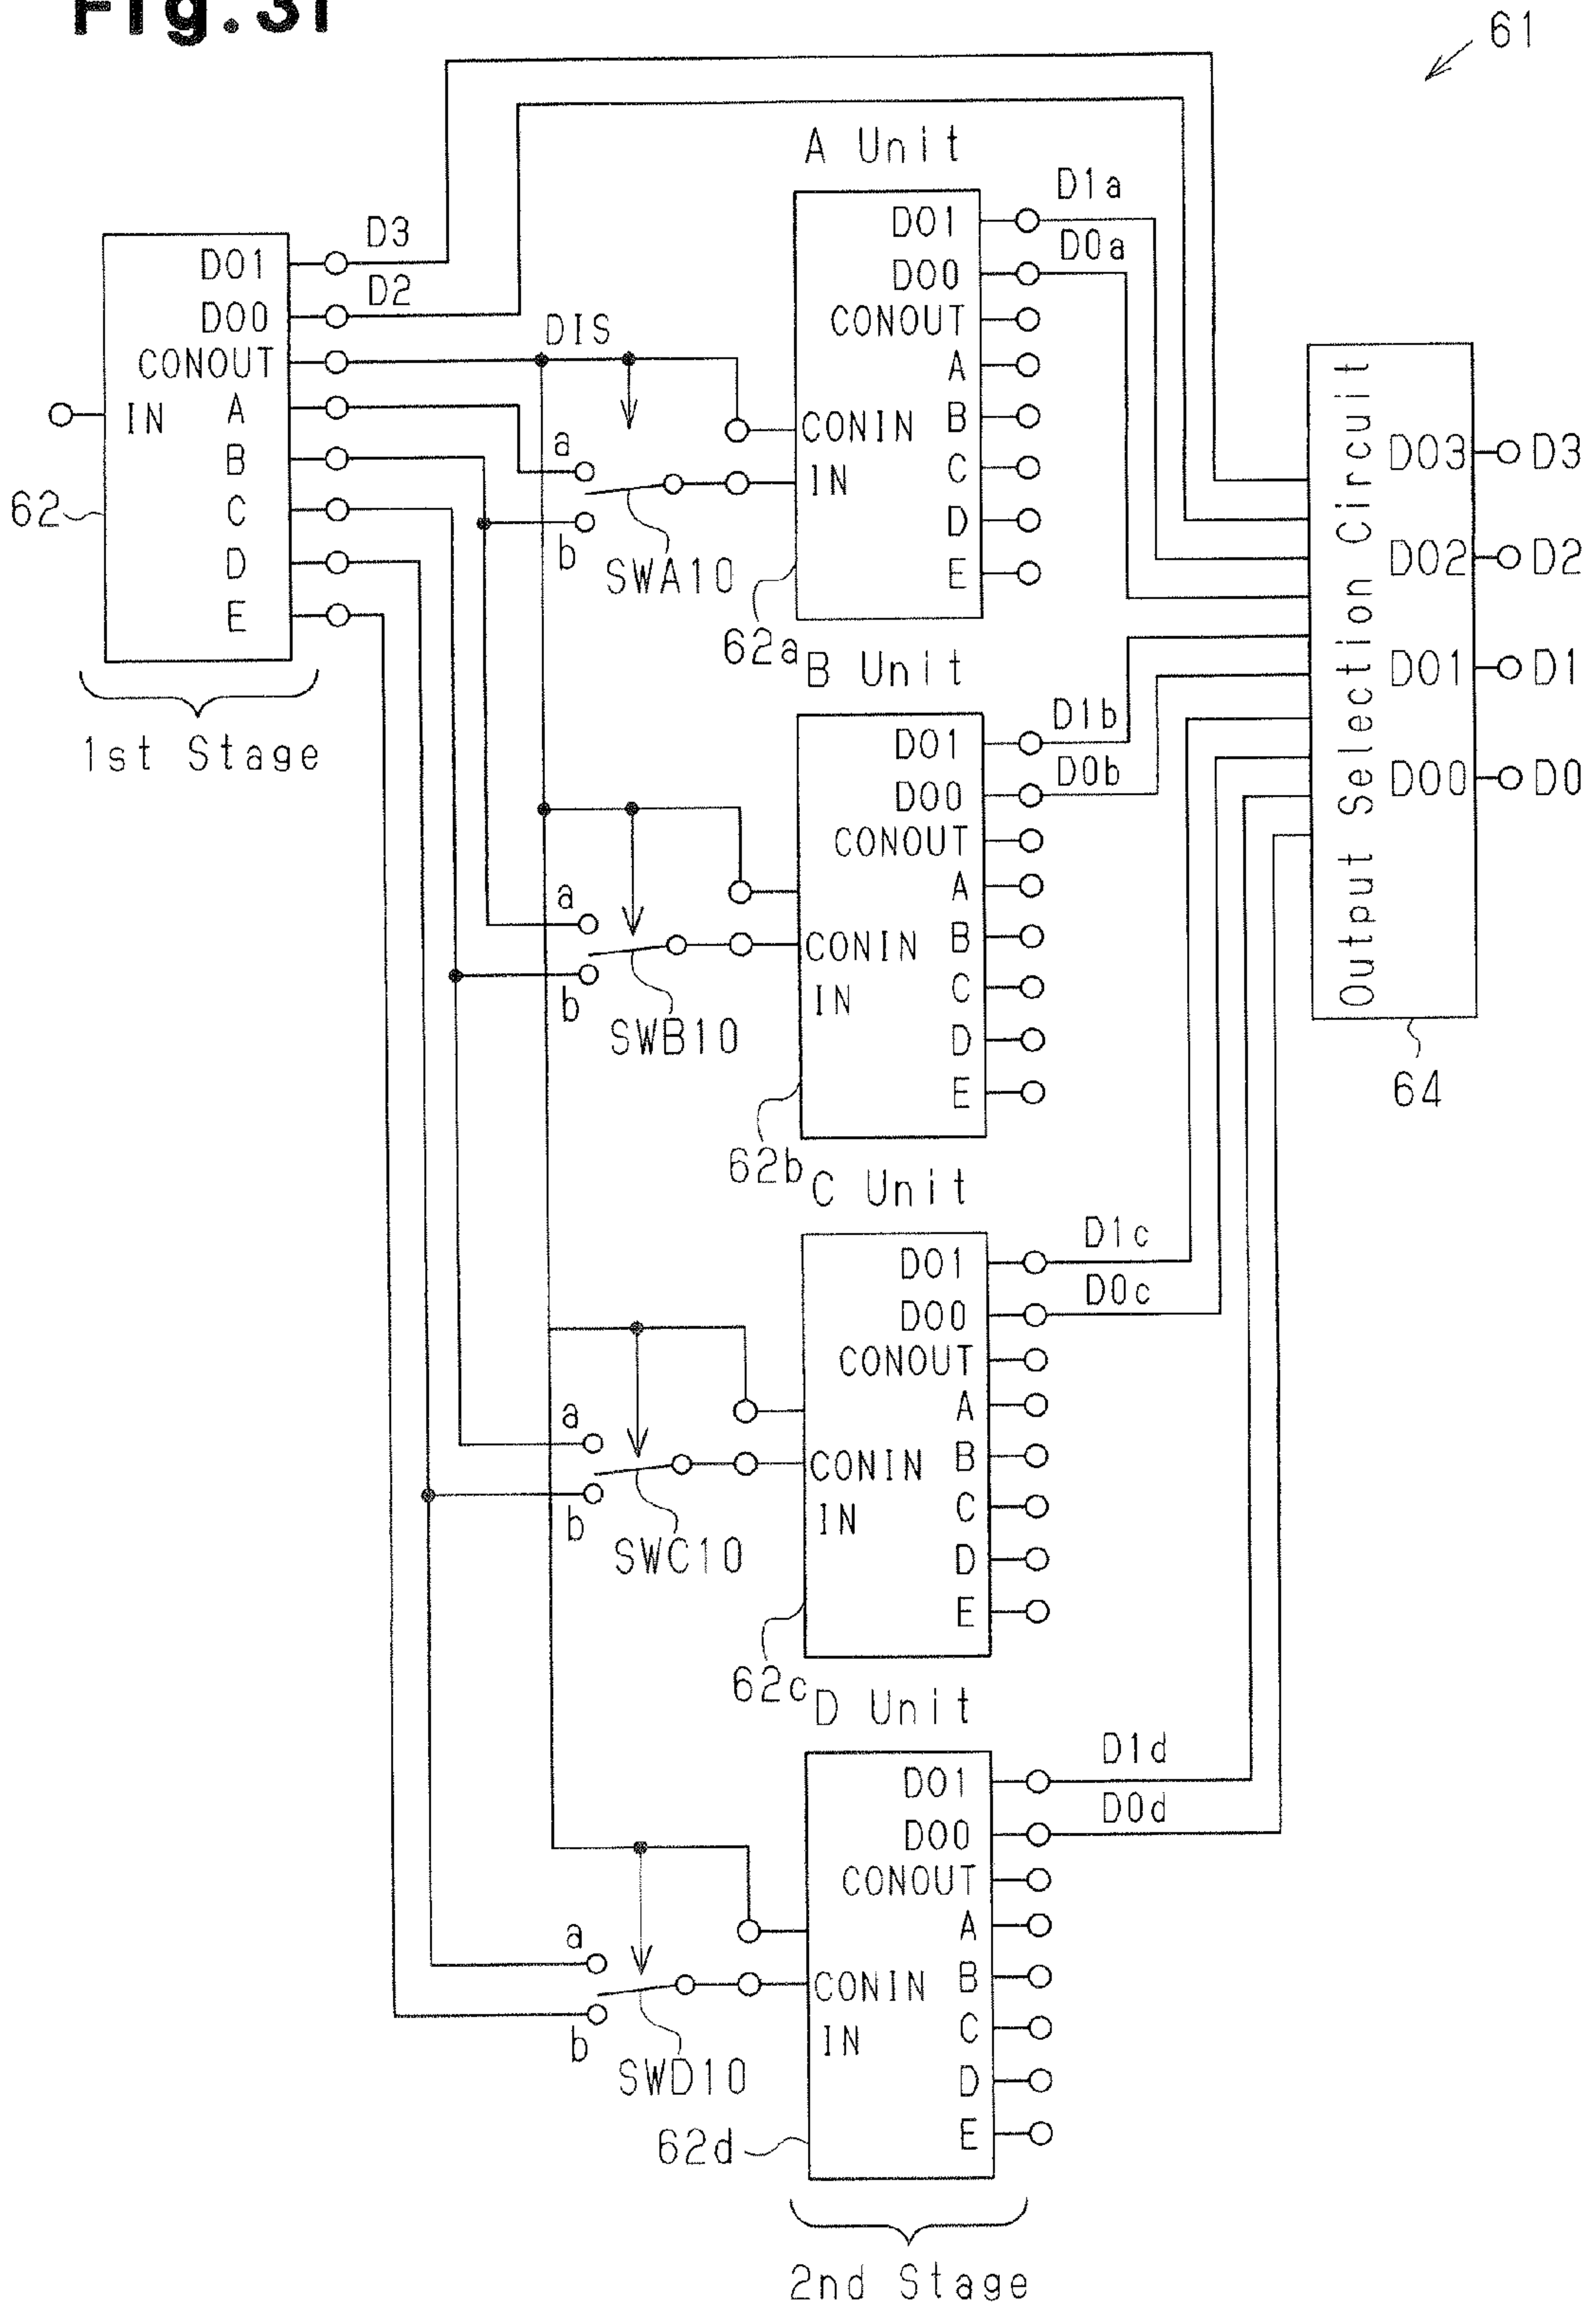 Fig.31
61
A Unit
D1a
D0a
DO1
DO0
CONOUT
A
B
C
D
E
CONIN
IN
62a
D3
D2
DIS
DO1
DO0
CONOUT
A
B
C
D
E
IN
62
1st Stage
a
b
SWA10
B Unit
D1b
D0b
DO1
DO0
CONOUT
A
B
C
D
E
CONIN
IN
62b
a
b
SWB10
C Unit
D1c
D0c
DO1
DO0
CONOUT
A
B
C
D
E
CONIN
IN
62c
a
b
SWC10
D Unit
D1d
D0d
DO1
DO0
CONOUT
A
B
C
D
E
CONIN
IN
62d
a
b
SWD10
2nd Stage
Output Selection Circuit
DO3 D3
DO2 D2
DO1 D1
DO0 D0
64